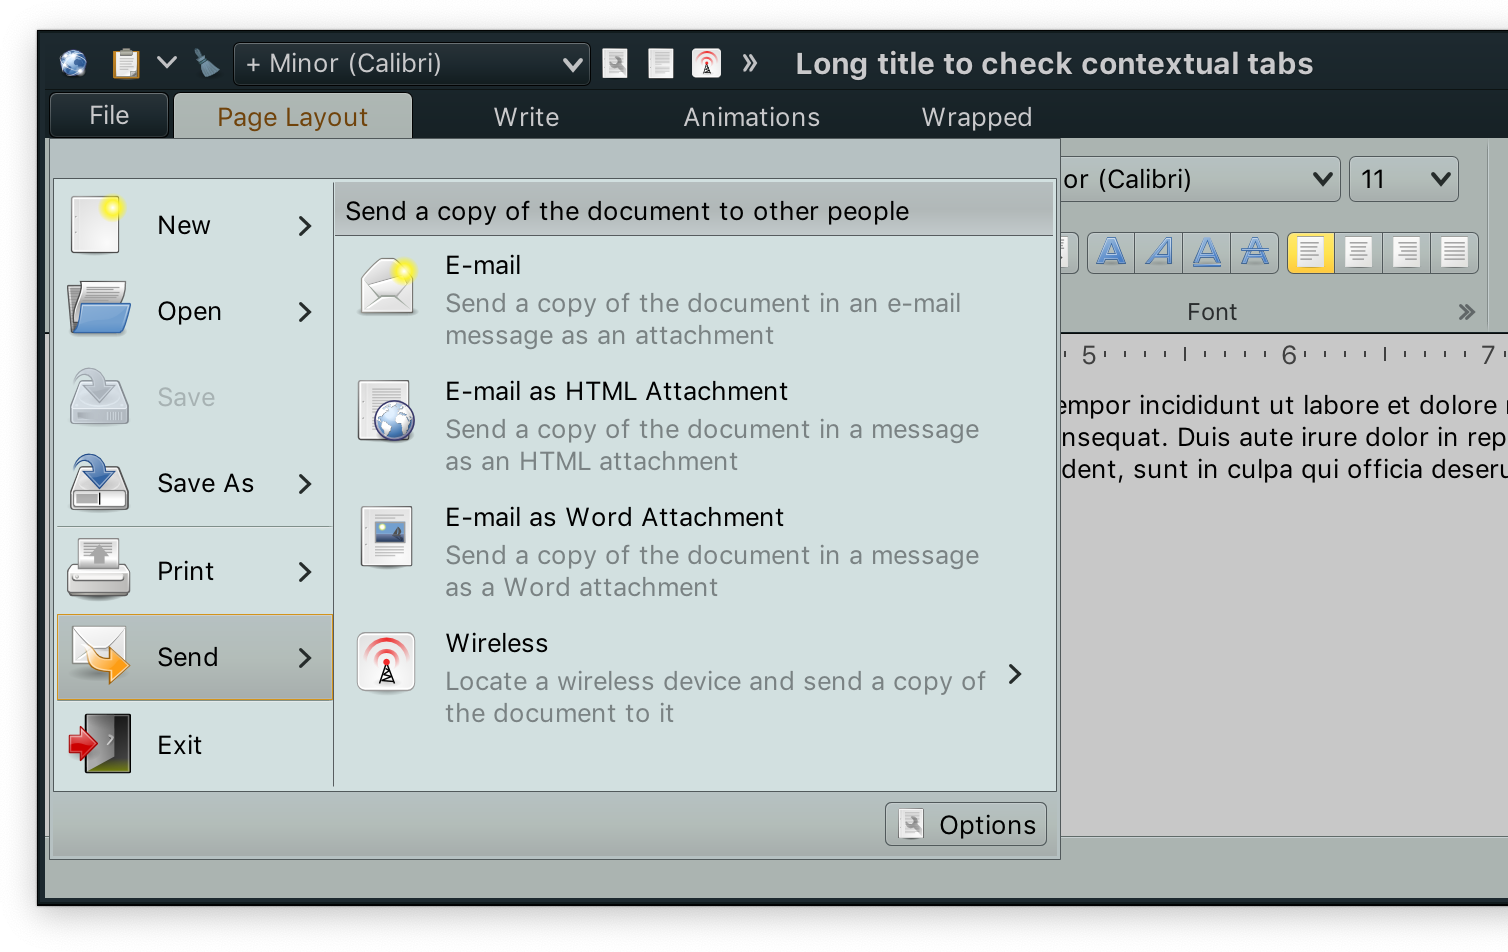 + Minor (Calibri)
Long title to check contextual tabs
File
Page Layout
Write
Animations
Wrapped
or (Calibri)
11
Font
5
6
7
empor incididunt ut labore et dolore
nsequat. Duis aute irure dolor in rep
dent, sunt in culpa qui officia deseru
New
Open
Save
Save As
Print
Send
Exit
Send a copy of the document to other people
E-mail
Send a copy of the document in an e-mail
message as an attachment
E-mail as HTML Attachment
Send a copy of the document in a message
as an HTML attachment
E-mail as Word Attachment
Send a copy of the document in a message
as a Word attachment
Wireless
Locate a wireless device and send a copy of
the document to it
Options